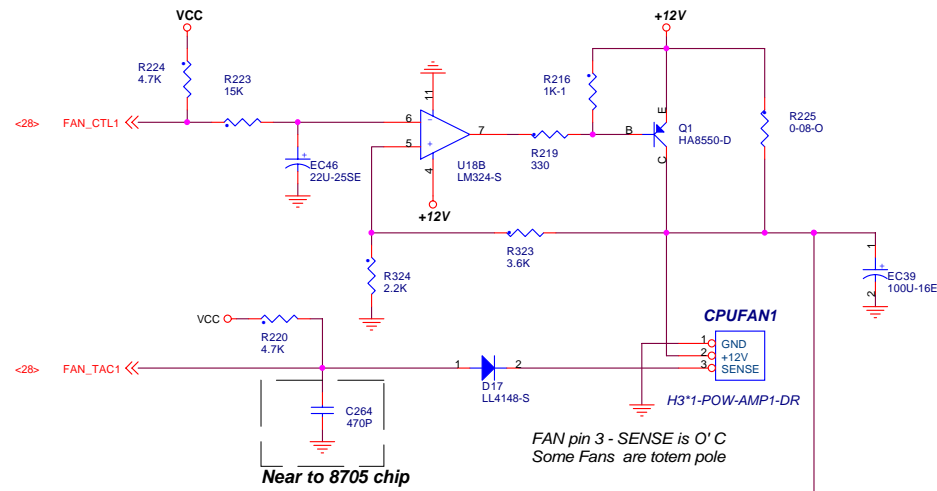 VCC
+12V
R224
4.7K
R223
15K
<28>
FAN_CTL1
EC46
22U-25SE
11
6
5
7
4
U18B
LM324-S
+12V
R216
1K-1
R219
330
B
E
C
Q1
HA8550-D
R225
0-08-O
R323
3.6K
R324
2.2K
1
2
EC39
100U-16E
VCC
R220
4.7K
<28>
FAN_TAC1
1
2
D17
LL4148-S
C264
470P
Near to 8705 chip
CPUFAN1
1
2
3
GND
+12V
SENSE
H3*1-POW-AMP1-DR
FAN pin 3 - SENSE is O' C
Some Fans are totem pole